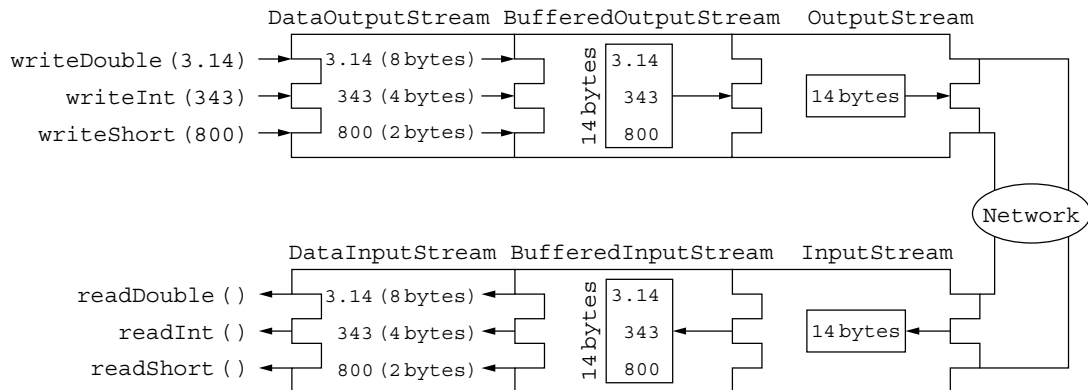 DataOutputStream BufferedOutputStream OutputStream
writeDouble (3.14) 3.14 (8 bytes) 14 bytes 3.14
writeInt (343) 343 (4 bytes) 343 14 bytes
writeShort (800) 800 (2 bytes) 800
Network
DataInputStream BufferedInputStream InputStream
readDouble () 3.14 (8 bytes) 14 bytes 3.14
readInt () 343 (4 bytes) 343 14 bytes
readShort () 800 (2 bytes) 800